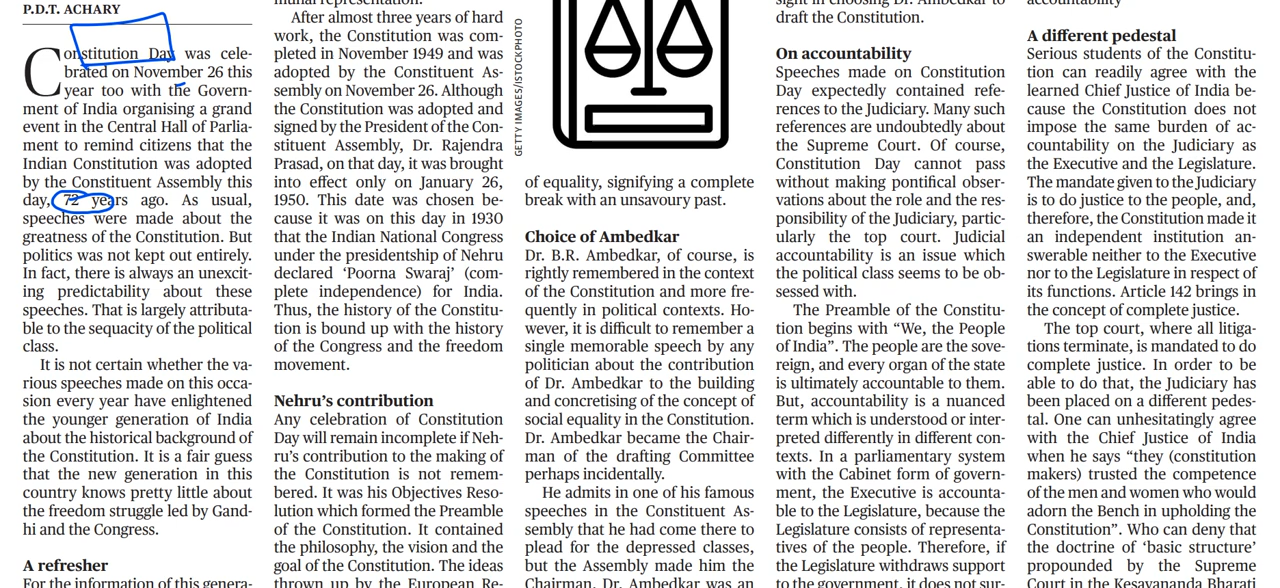 P.D.T. ACHARY
Constitution Day was cele-
brated on November 26 this
year too with the Govern-
ment of India organising a grand
event in the Central Hall of Parlia-
ment to remind citizens that the
Indian Constitution was adopted
by the Constituent Assembly this
day, 72 years ago. As usual,
speeches were made about the
greatness of the Constitution. But
politics was not kept out entirely.
In fact, there is always an unexcit-
ing predictability about these
speeches. That is largely attributa-
ble to the sequacity of the political
class.
It is not certain whether the va-
rious speeches made on this occa-
sion every year have enlightened
the younger generation of India
about the historical background of
the Constitution. It is a fair guess
that the new generation in this
country knows pretty little about
the freedom struggle led by Gand-
hi and the Congress.
A refresher
For the information of this genera-
After almost three years of hard
work, the Constitution was com-
pleted in November 1949 and was
adopted by the Constituent As-
sembly on November 26. Although
the Constitution was adopted and
signed by the President of the Con-
stituent Assembly, Dr. Rajendra
Prasad, on that day, it was brought
into effect only on January 26,
1950. This date was chosen be-
cause it was on this day in 1930
that the Indian National Congress
under the presidentship of Nehru
declared ‘Poorna Swaraj’ (com-
plete independence) for India.
Thus, the history of the Constitu-
tion is bound up with the history
of the Congress and the freedom
movement.
Nehru’s contribution
Any celebration of Constitution
Day will remain incomplete if Neh-
ru’s contribution to the making of
the Constitution is not remem-
bered. It was his Objectives Reso-
lution which formed the Preamble
of the Constitution. It contained
the philosophy, the vision and the
goal of the Constitution. The ideas
thrown up by the European Re-
GETTY IMAGES/ISTOCKPHOTO
of equality, signifying a complete
break with an unsavoury past.
Choice of Ambedkar
Dr. B.R. Ambedkar, of course, is
rightly remembered in the context
of the Constitution and more fre-
quently in political contexts. Ho-
wever, it is difficult to remember a
single memorable speech by any
politician about the contribution
of Dr. Ambedkar to the building
and concretising of the concept of
social equality in the Constitution.
Dr. Ambedkar became the Chair-
man of the drafting Committee
perhaps incidentally.
He admits in one of his famous
speeches in the Constituent As-
sembly that he had come there to
plead for the depressed classes,
but the Assembly made him the
Chairman. Dr. Ambedkar was an
sight in choosing Dr. Ambedkar to
draft the Constitution.
On accountability
Speeches made on Constitution
Day expectedly contained refe-
rences to the Judiciary. Many such
references are undoubtedly about
the Supreme Court. Of course,
Constitution Day cannot pass
without making pontifical obser-
vations about the role and the res-
ponsibility of the Judiciary, partic-
ularly the top court. Judicial
accountability is an issue which
the political class seems to be ob-
sessed with.
The Preamble of the Constitu-
tion begins with “We, the People
of India”. The people are the sove-
reign, and every organ of the state
is ultimately accountable to them.
But, accountability is a nuanced
term which is understood or inter-
preted differently in different con-
texts. In a parliamentary system
with the Cabinet form of govern-
ment, the Executive is accounta-
ble to the Legislature, because the
Legislature consists of representa-
tives of the people. Therefore, if
the Legislature withdraws support
to the government, it does not sur-
accountability
A different pedestal
Serious students of the Constitu-
tion can readily agree with the
learned Chief Justice of India be-
cause the Constitution does not
impose the same burden of ac-
countability on the Judiciary as
the Executive and the Legislature.
The mandate given to the Judiciary
is to do justice to the people, and,
therefore, the Constitution made it
an independent institution an-
swerable neither to the Executive
nor to the Legislature in respect of
its functions. Article 142 brings in
the concept of complete justice.
The top court, where all litiga-
tions terminate, is mandated to do
complete justice. In order to be
able to do that, the Judiciary has
been placed on a different pedes-
tal. One can unhesitatingly agree
with the Chief Justice of India
when he says “they (constitution
makers) trusted the competence
of the men and women who would
adorn the Bench in upholding the
Constitution”. Who can deny that
the doctrine of ‘basic structure’
propounded by the Supreme
Court in the Kesavananda Bharati